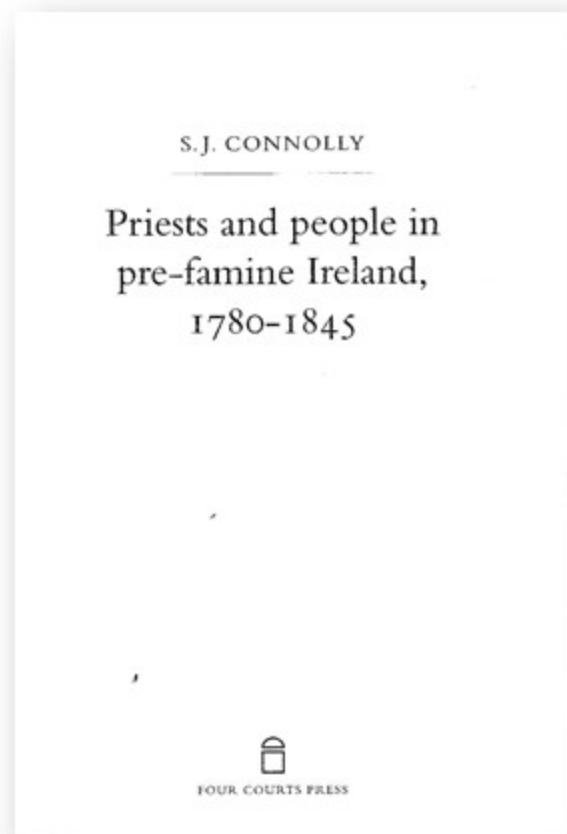 S.J. CONNOLLY
Priests and people in
pre-famine Ireland,
1780-1845
FOUR COURTS PRESS